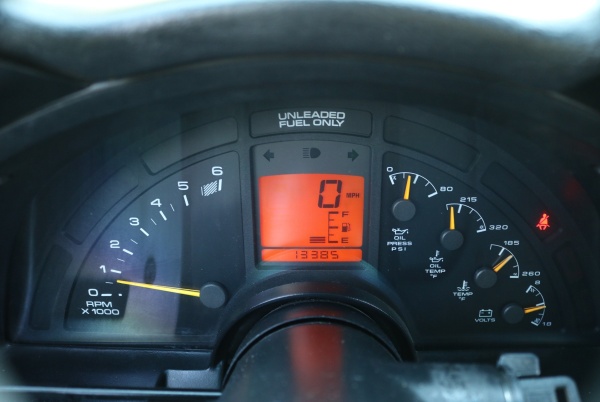 UNLEADED
FUEL ONLY
0 MPH
F
E
13385
6
5
4
3
2
1
0
RPM
X 1000
0 80
OIL
PRESS
PSI
215
320
OIL
TEMP
°F
185
260
TEMP
°F
8
10
VOLTS